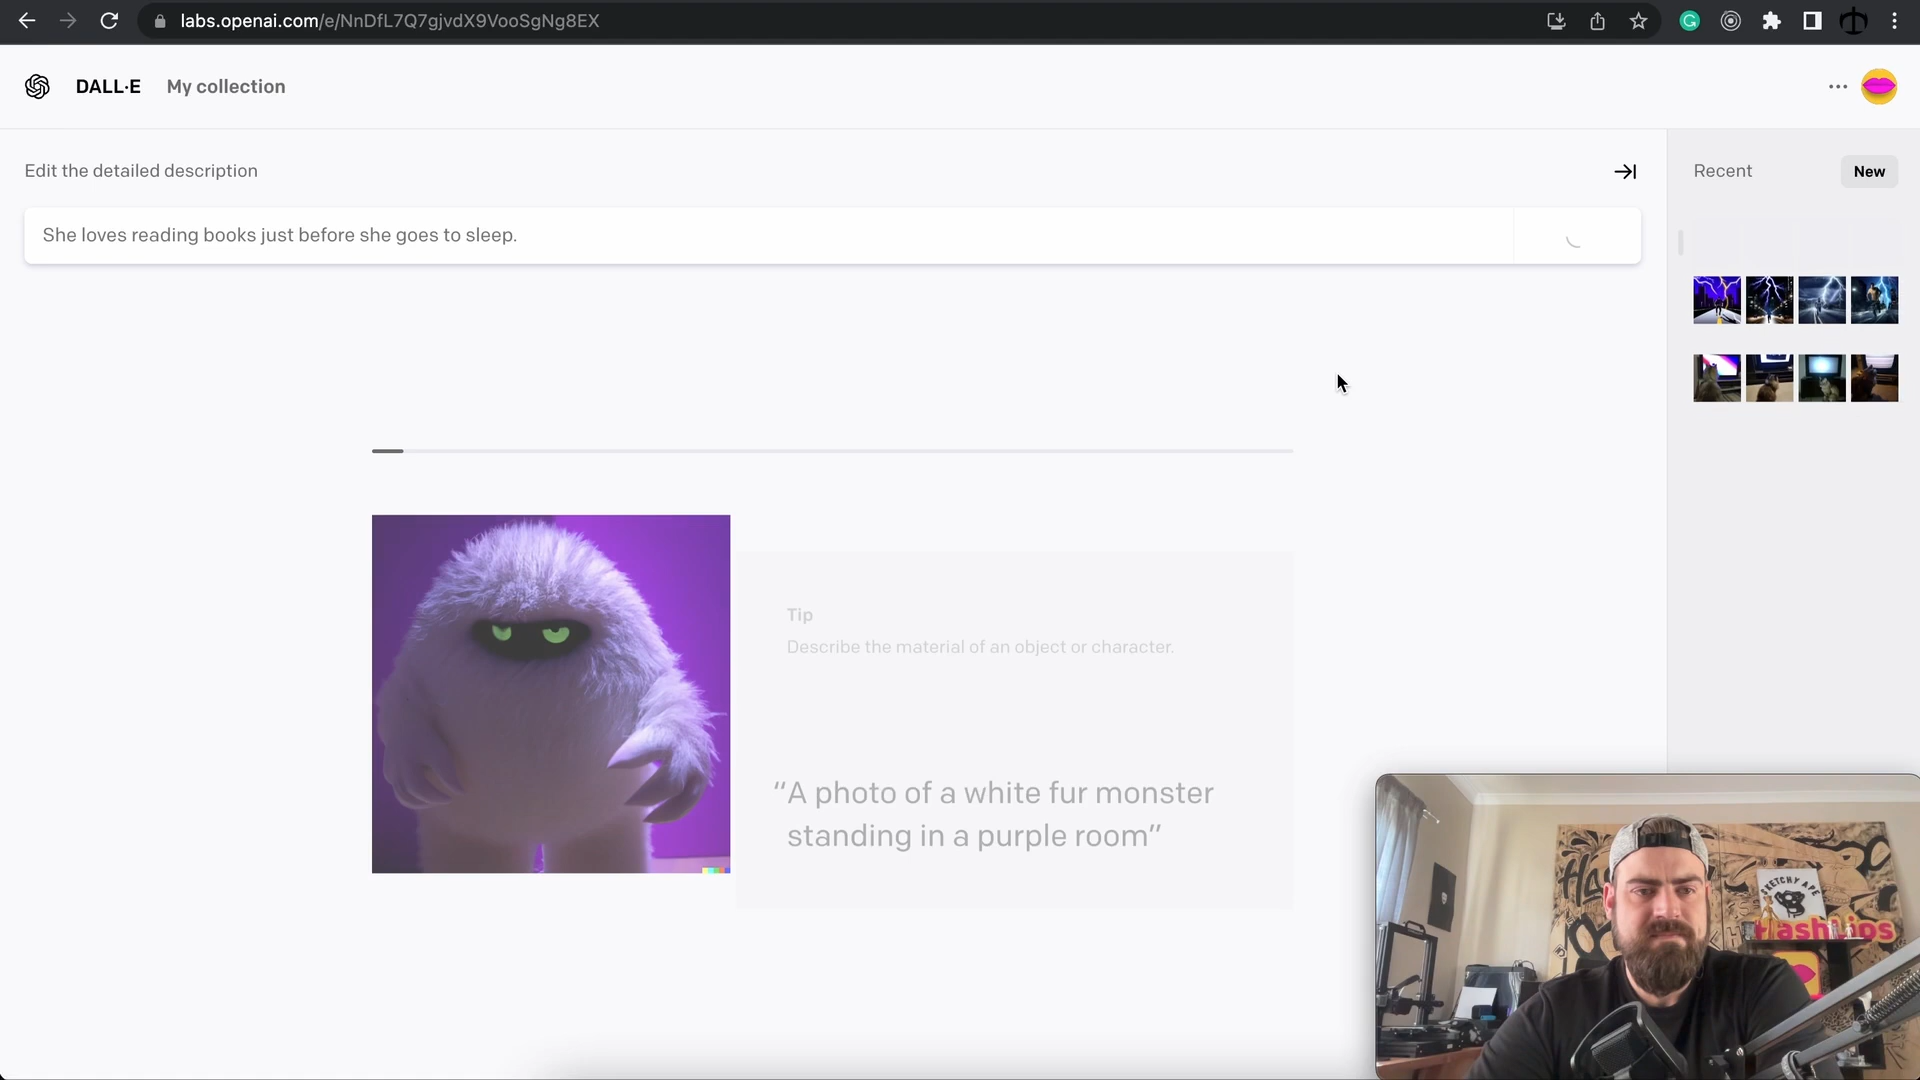 labs.openai.com/e/NnDfL7Q7gjvdX9VooSgNg8EX
DALL·E My collection
Edit the detailed description
Recent New
She loves reading books just before she goes to sleep.
Tip
Describe the material of an object or character.
“A photo of a white fur monster
standing in a purple room”
SKETCHY APE